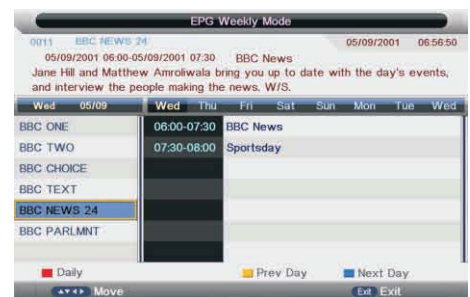 EPG Weekly Mode
0011 BBC NEWS 24 05/09/2001 06:56:50
05/09/2001 06:00-05/09/2001 07:30 BBC News
Jane Hill and Matthew Amroliwala bring you up to date with the day's events,
and interview the people making the news. W/S.
Wed 05/09 Wed Thu Fri Sat Sun Mon Tue Wed
BBC ONE 06:00-07:30 BBC News
BBC TWO 07:30-08:00 Sportsday
BBC CHOICE
BBC TEXT
BBC NEWS 24
BBC PARLMNT
Daily Prev Day Next Day
Move Exit Exit